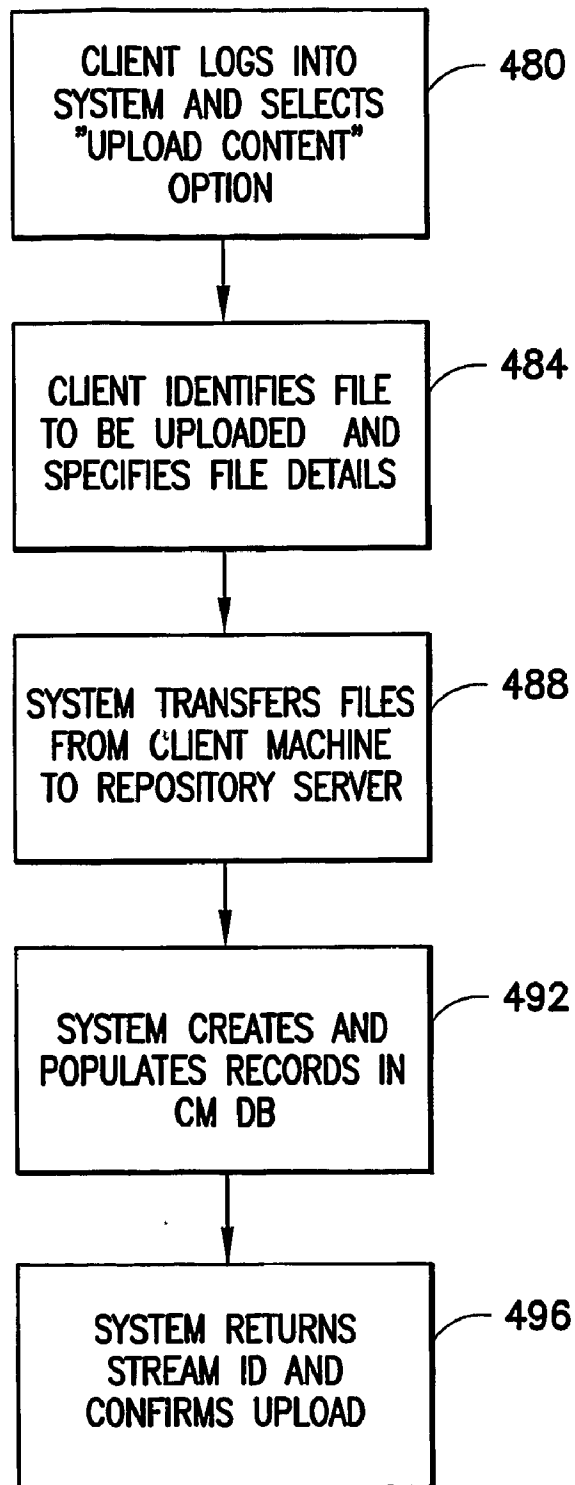 CLIENT LOGS INTO
SYSTEM AND SELECTS
"UPLOAD CONTENT"
OPTION
480
CLIENT IDENTIFIES FILE
TO BE UPLOADED AND
SPECIFIES FILE DETAILS
484
SYSTEM TRANSFERS FILES
FROM CLIENT MACHINE
TO REPOSITORY SERVER
488
SYSTEM CREATES AND
POPULATES RECORDS IN
CM DB
492
SYSTEM RETURNS
STREAM ID AND
CONFIRMS UPLOAD
496